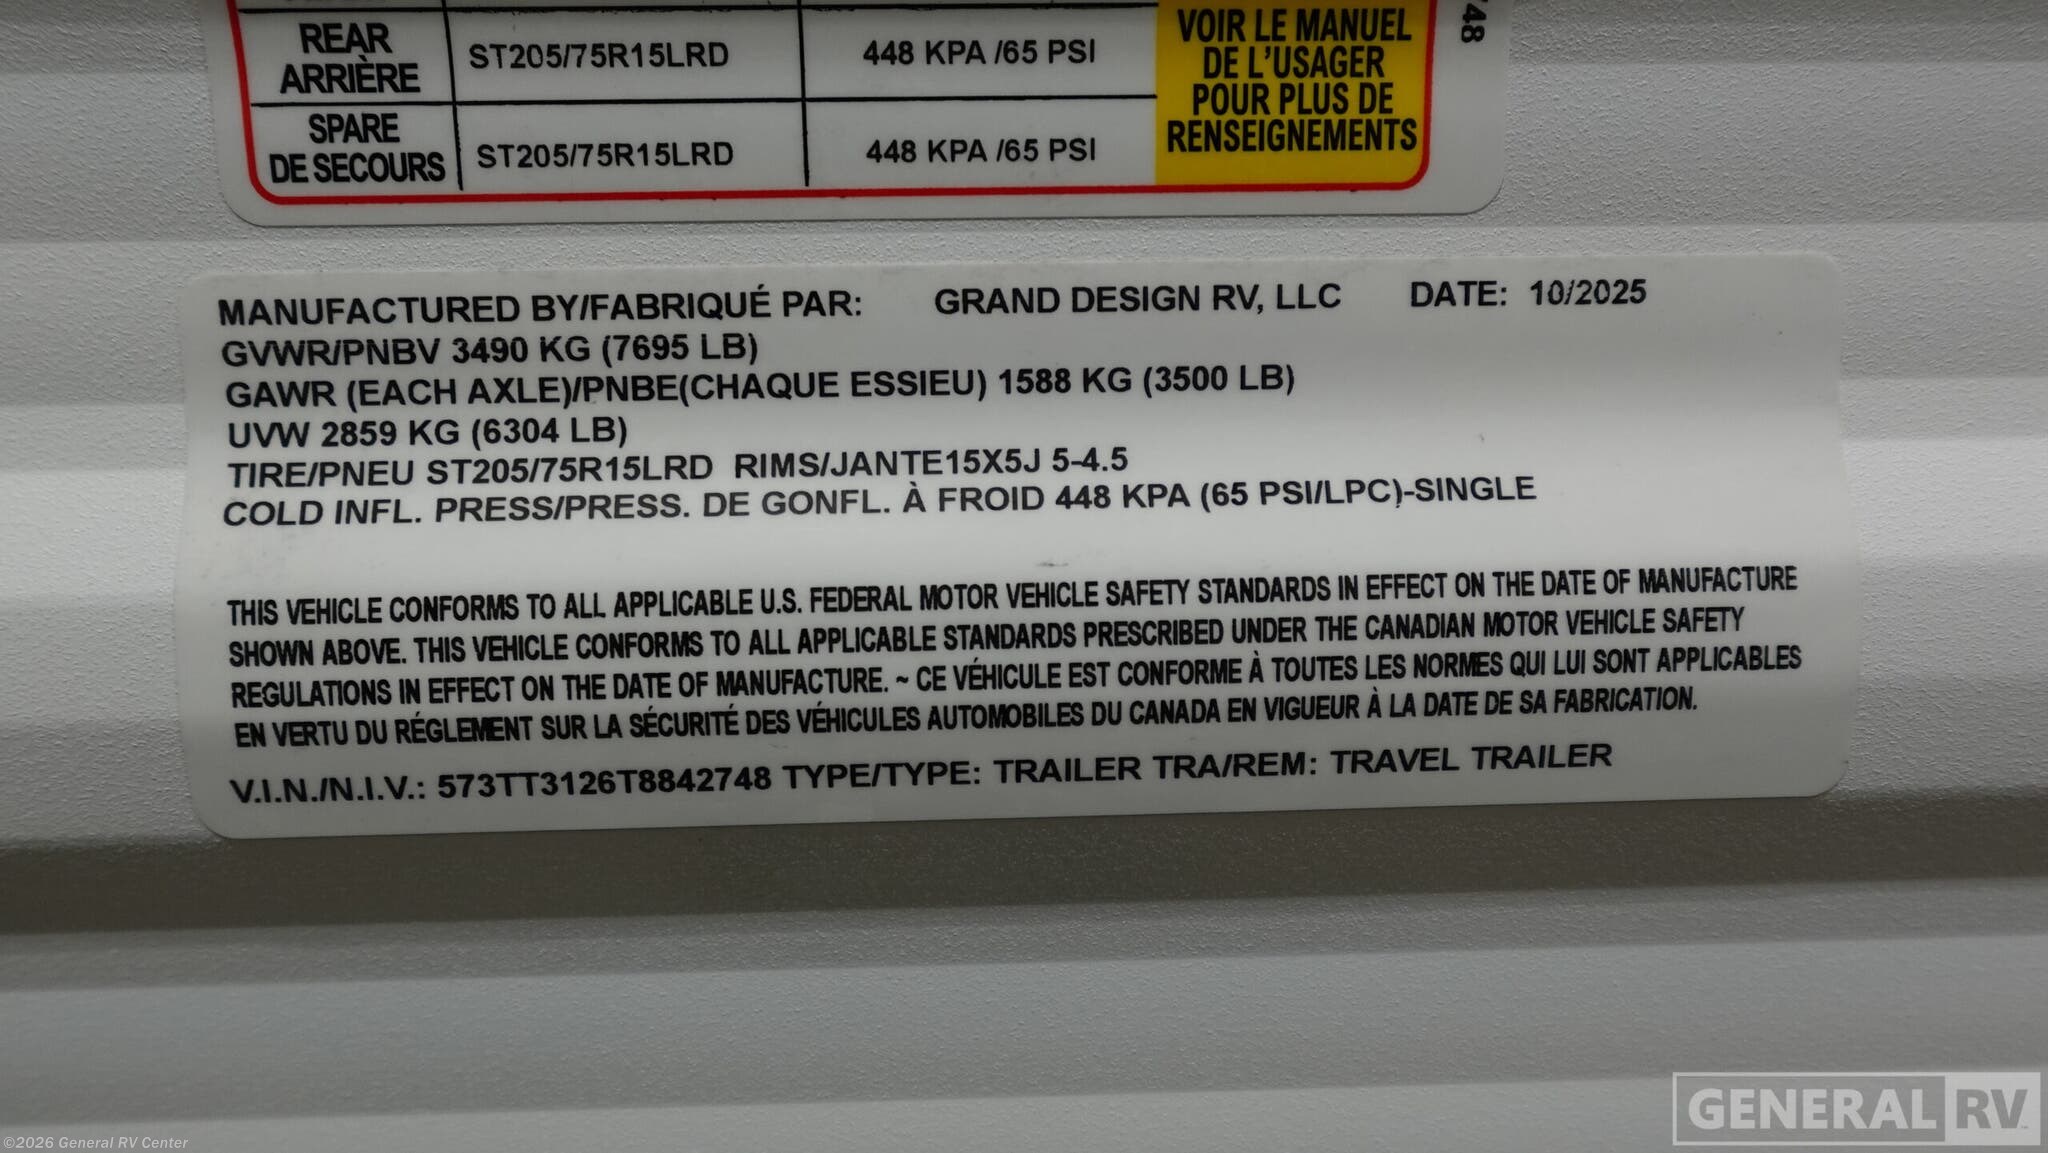 REAR
ARRIÈRE
ST205/75R15LRD
448 KPA /65 PSI
SPARE
DE SECOURS
ST205/75R15LRD
448 KPA /65 PSI
VOIR LE MANUEL
DE L'USAGER
POUR PLUS DE
RENSEIGNEMENTS
748
MANUFACTURED BY/FABRIQUÉ PAR: GRAND DESIGN RV, LLC DATE: 10/2025
GVWR/PNBV 3490 KG (7695 LB)
GAWR (EACH AXLE)/PNBE(CHAQUE ESSIEU) 1588 KG (3500 LB)
UVW 2859 KG (6304 LB)
TIRE/PNEU ST205/75R15LRD RIMS/JANTE15X5J 5-4.5
COLD INFL. PRESS/PRESS. DE GONFL. À FROID 448 KPA (65 PSI/LPC)-SINGLE
THIS VEHICLE CONFORMS TO ALL APPLICABLE U.S. FEDERAL MOTOR VEHICLE SAFETY STANDARDS IN EFFECT ON THE DATE OF MANUFACTURE
SHOWN ABOVE. THIS VEHICLE CONFORMS TO ALL APPLICABLE STANDARDS PRESCRIBED UNDER THE CANADIAN MOTOR VEHICLE SAFETY
REGULATIONS IN EFFECT ON THE DATE OF MANUFACTURE. ~ CE VÉHICULE EST CONFORME À TOUTES LES NORMES QUI LUI SONT APPLICABLES
EN VERTU DU RÉGLEMENT SUR LA SÉCURITÉ DES VÉHICULES AUTOMOBILES DU CANADA EN VIGUEUR À LA DATE DE SA FABRICATION.
V.I.N./N.I.V.: 573TT3126T8842748 TYPE/TYPE: TRAILER TRA/REM: TRAVEL TRAILER
GENERAL RV
©2026 General RV Center